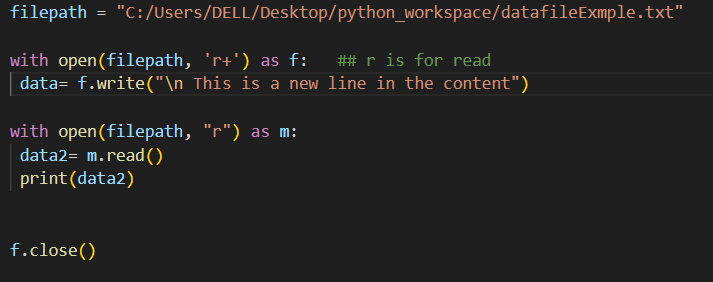 filepath = "C:/Users/DELL/Desktop/python_workspace/datafileExmple.txt"
with open(filepath, 'r+') as f:   ## r is for read
 data= f.write("\n This is a new line in the content")
with open(filepath, "r") as m:
 data2= m.read()
 print(data2)
f.close()